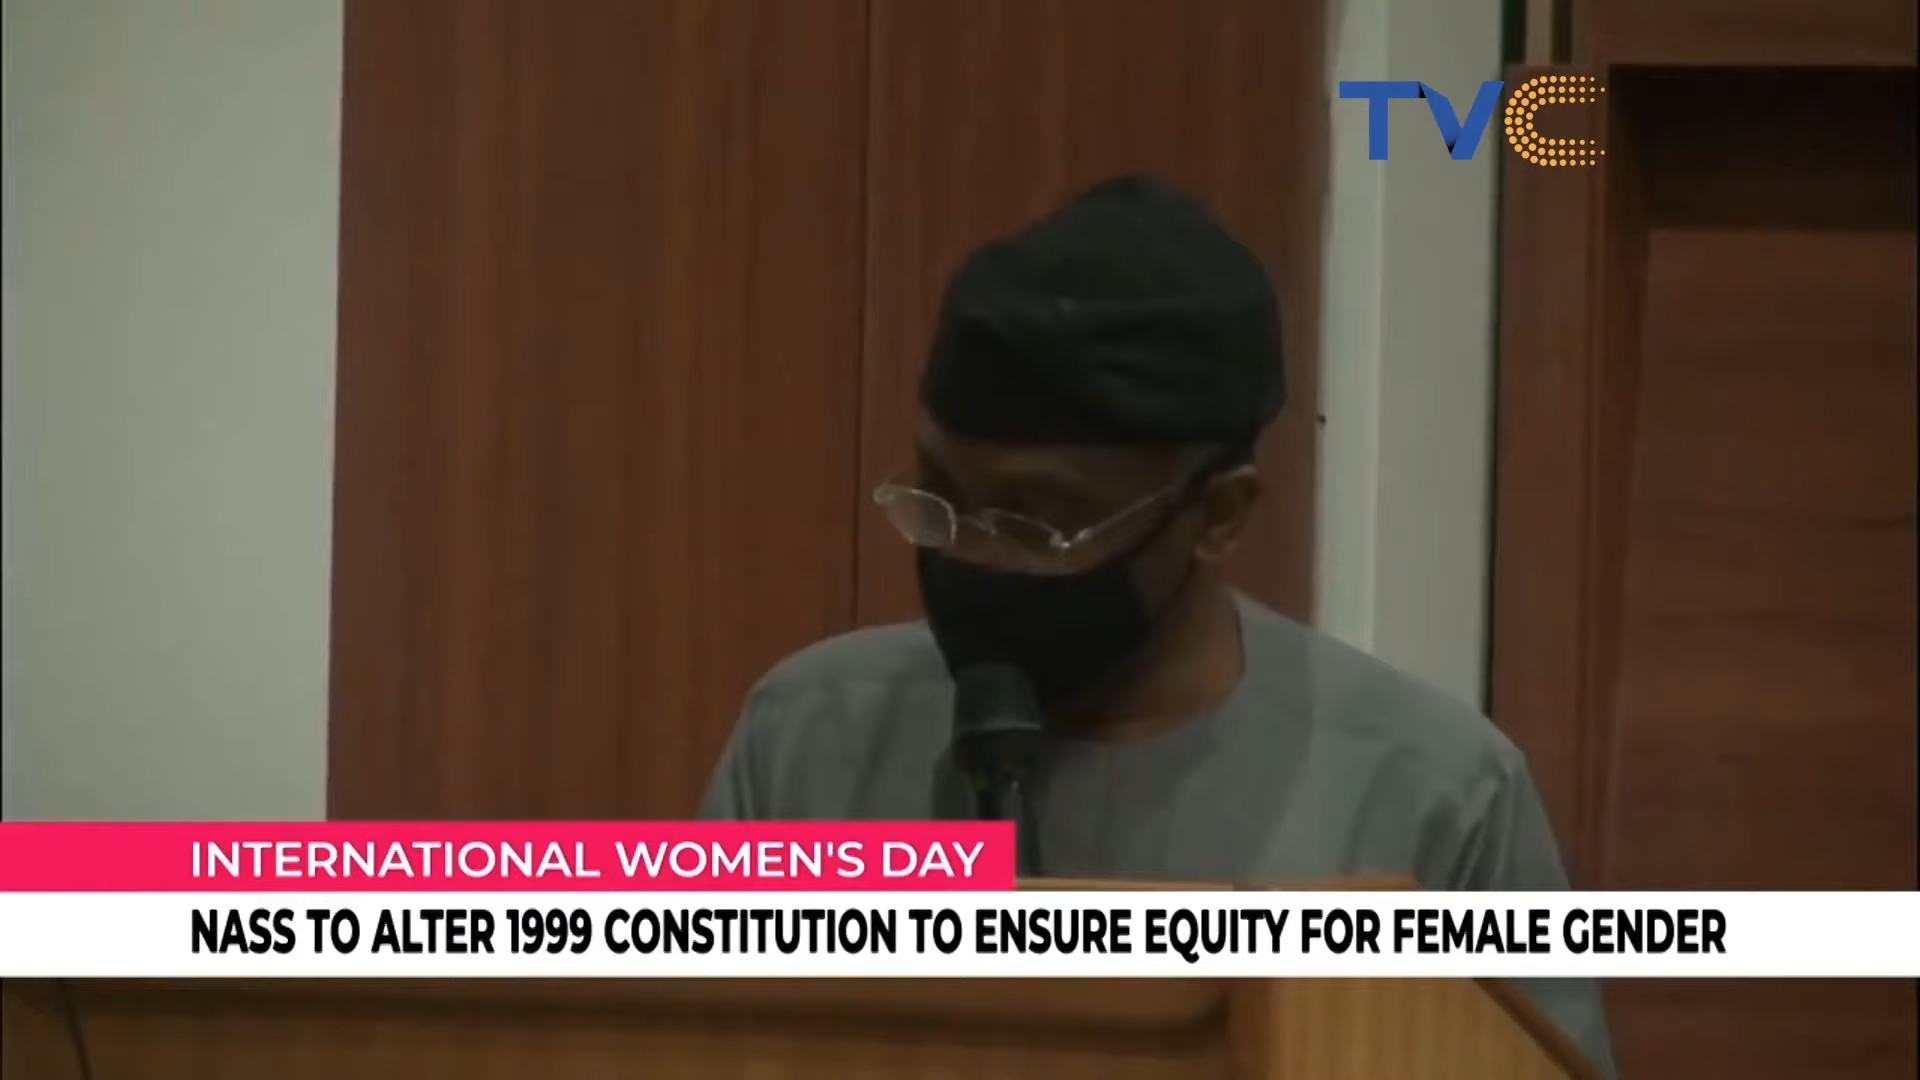 TVC
INTERNATIONAL WOMEN'S DAY
NASS TO ALTER 1999 CONSTITUTION TO ENSURE EQUITY FOR FEMALE GENDER